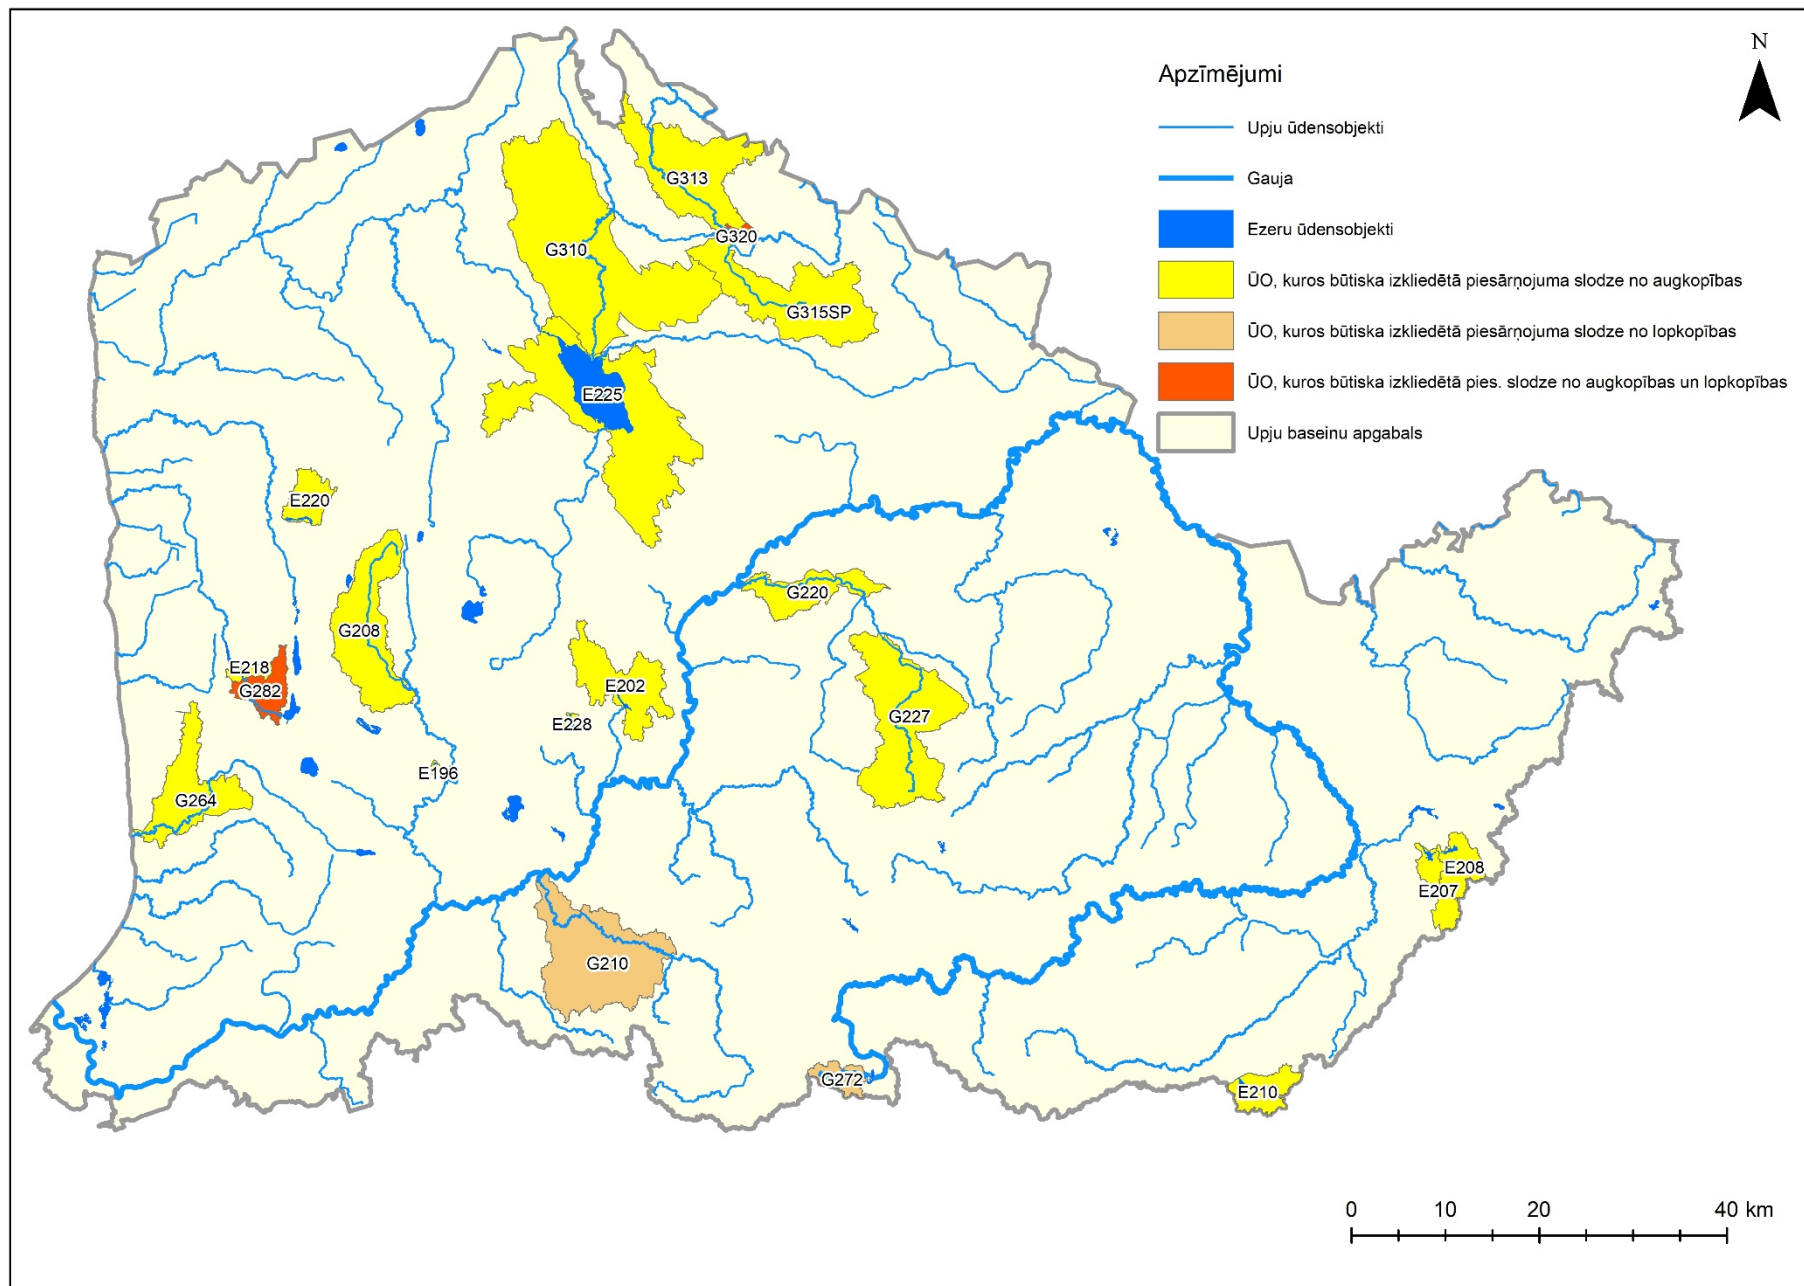 N
Apzīmējumi
Upju ūdensobjekti
Gauja
Ezeru ūdensobjekti
ŪO, kuros būtiska izkliedētā piesārņojuma slodze no augkopības
ŪO, kuros būtiska izkliedētā piesārņojuma slodze no lopkopības
ŪO, kuros būtiska izkliedētā pies. slodze no augkopības un lopkopības
Upju baseinu apgabals
G313
G320
G310
G315SP
E225
E220
G220
G208
E218
G282
E202
E228
G227
E196
G264
E208
E207
G210
G272
E210
0 10 20 40 km